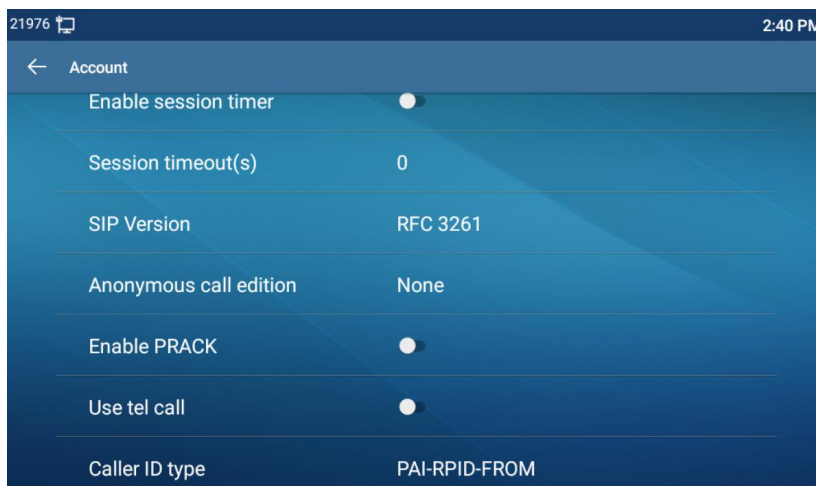 21976 2:40 PM
Account
Enable session timer
Session timeout(s) 0
SIP Version RFC 3261
Anonymous call edition None
Enable PRACK
Use tel call
Caller ID type PAI-RPID-FROM